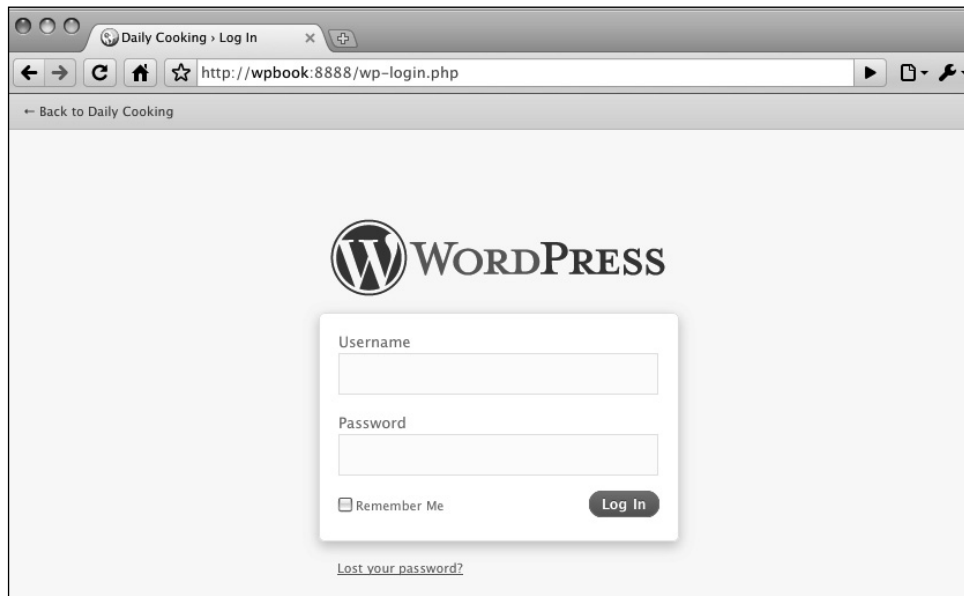 Daily Cooking › Log In
http://wpbook:8888/wp-login.php
← Back to Daily Cooking
WORDPRESS
Username
Password
Remember Me
Log In
Lost your password?